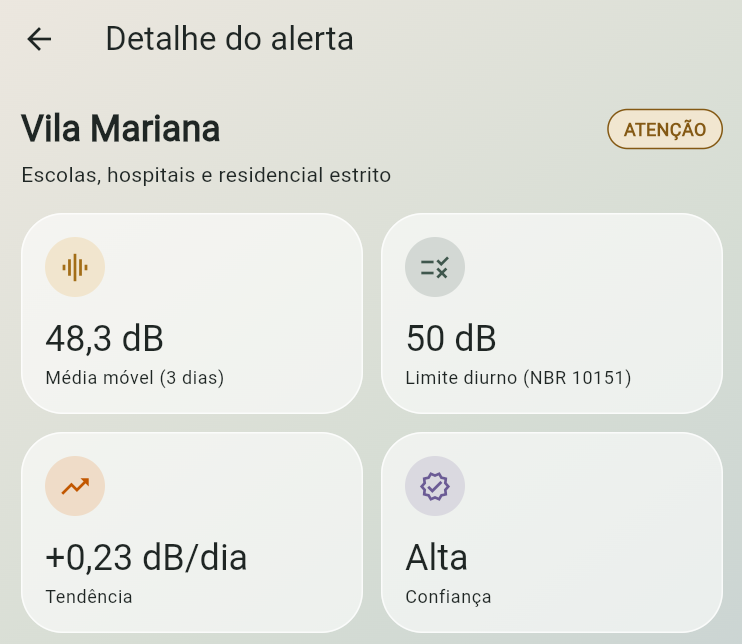 Detalhe do alerta
Vila Mariana
ATENÇÃO
Escolas, hospitais e residencial estrito
48,3 dB
Média móvel (3 dias)
50 dB
Limite diurno (NBR 10151)
+0,23 dB/dia
Tendência
Alta
Confiança